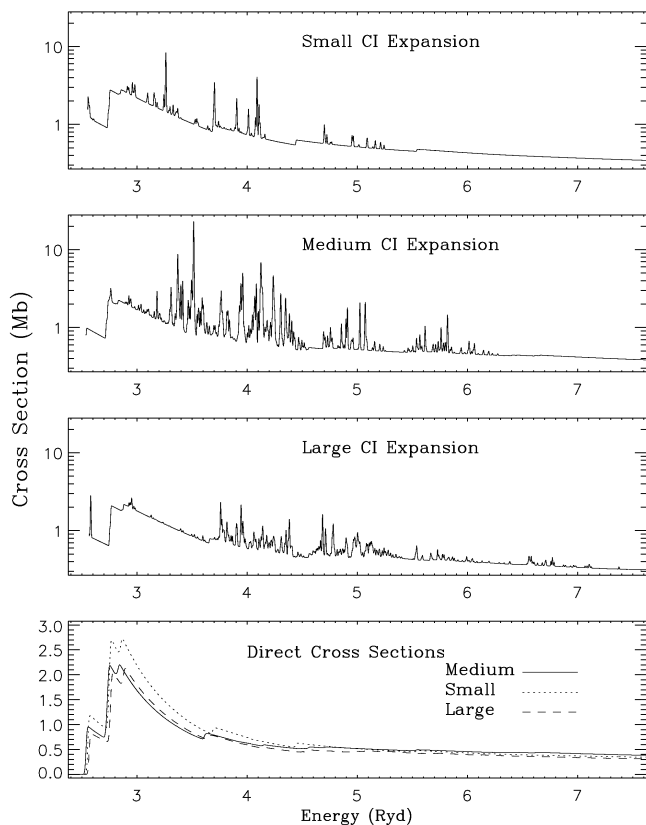 Small CI Expansion
10
1
3 4 5 6 7
Medium CI Expansion
10
1
3 4 5 6 7
Cross Section (Mb)
Large CI Expansion
10
1
3 4 5 6 7
Direct Cross Sections
Medium
Small
Large
3.0
2.5
2.0
1.5
1.0
0.5
0.0
3 4 5 6 7
Energy (Ryd)